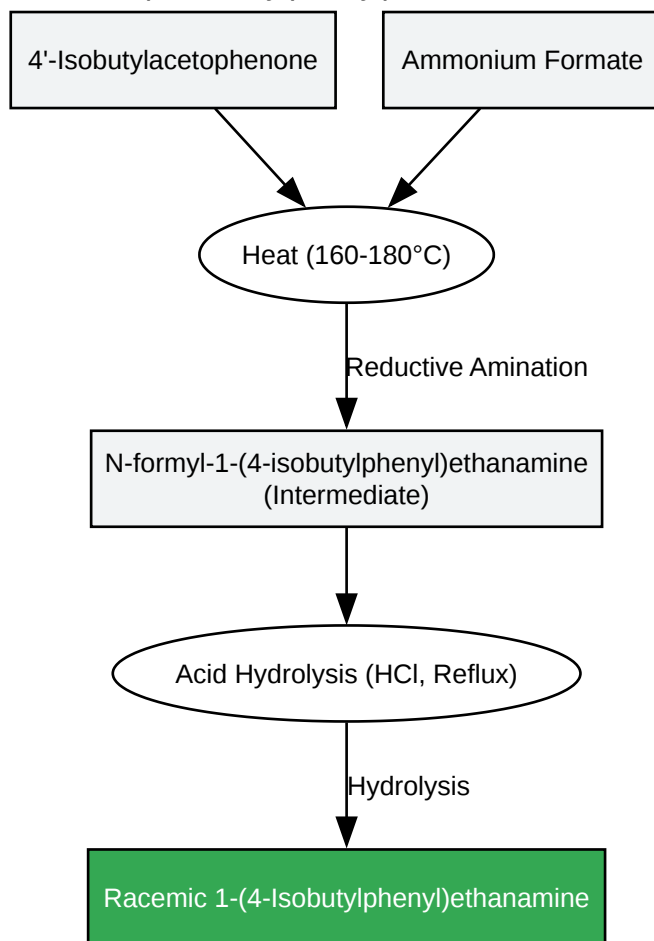 4'-Isobutylacetophenone
Ammonium Formate
Heat (160-180°C)
Reductive Amination
N-formyl-1-(4-isobutylphenyl)ethanamine
(Intermediate)
Acid Hydrolysis (HCl, Reflux)
Hydrolysis
Racemic 1-(4-Isobutylphenyl)ethanamine